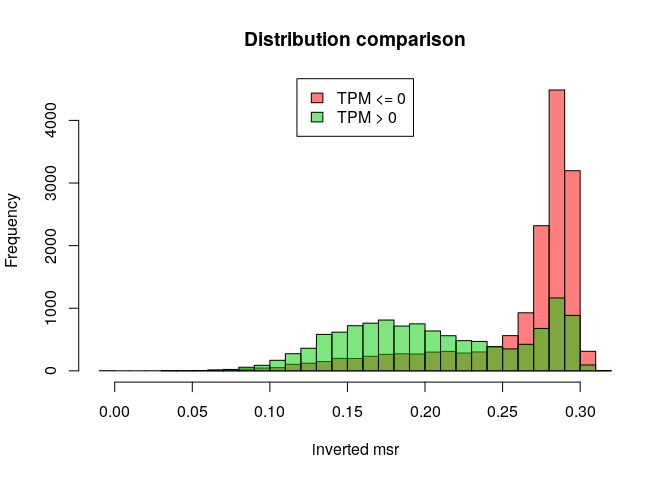 Distribution comparison
TPM <= 0
TPM > 0
Frequency
4000
3000
2000
1000
0
0.00 0.05 0.10 0.15 0.20 0.25 0.30
inverted msr